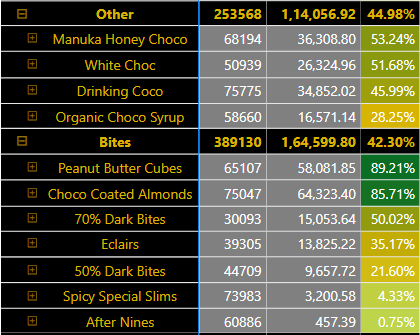 Other 253568 1,14,056.92 44.98%
Manuka Honey Choco 68194 36,308.80 53.24%
White Choc 50939 26,324.96 51.68%
Drinking Coco 75775 34,852.02 45.99%
Organic Choco Syrup 58660 16,571.14 28.25%
Bites 389130 1,64,599.80 42.30%
Peanut Butter Cubes 65107 58,081.85 89.21%
Choco Coated Almonds 75047 64,323.40 85.71%
70% Dark Bites 30093 15,053.64 50.02%
Eclairs 39305 13,825.22 35.17%
50% Dark Bites 44709 9,657.72 21.60%
Spicy Special Slims 73983 3,200.58 4.33%
After Nines 60886 457.39 0.75%